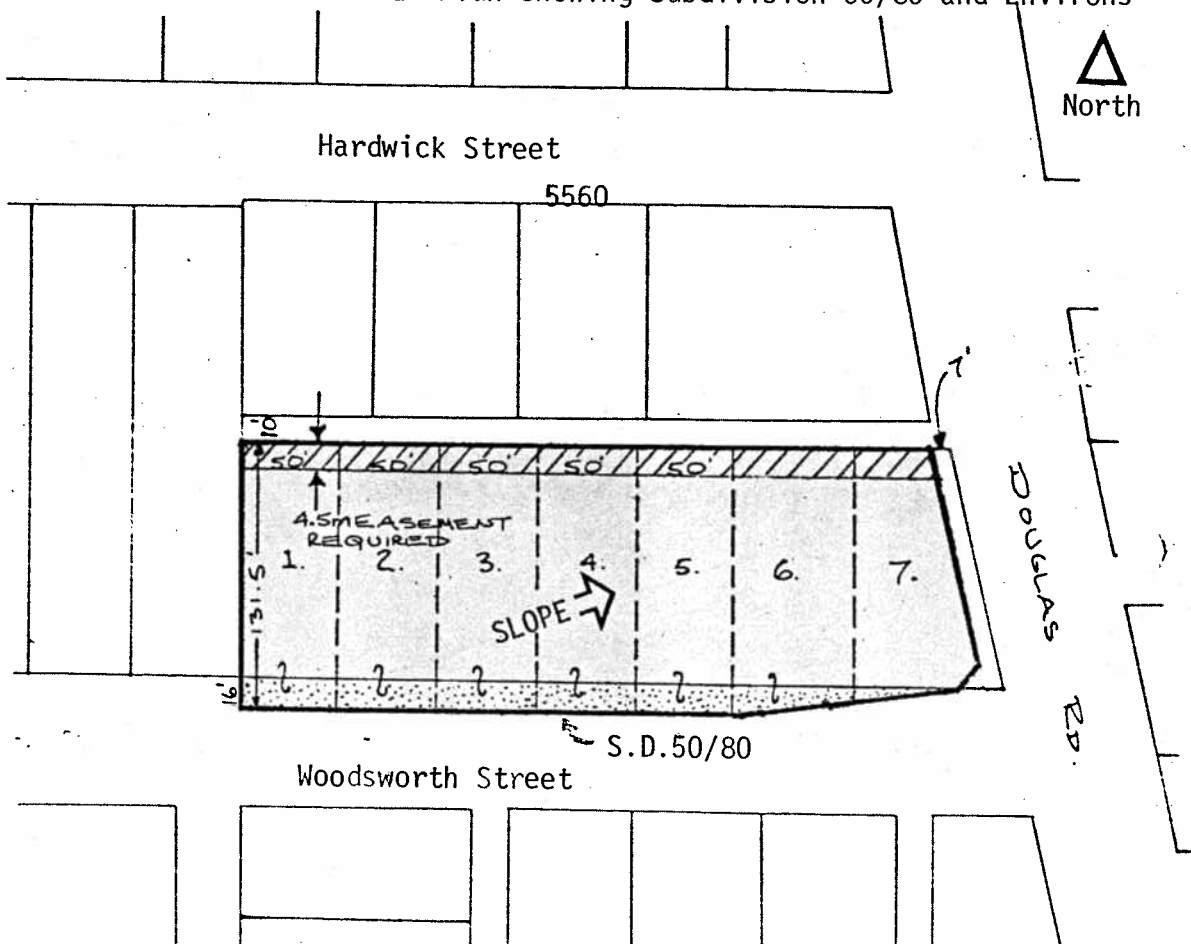 Showing Subdivision 50/80 and Environs
North
Hardwick Street
5560
7'
10'
50' 50' 50' 50' 50'
4.5m EASEMENT
REQUIRED
1. 2. 3. 4. 5. 6. 7.
131.5'
SLOPE
16'
DOUGLAS RD.
S.D.50/80
Woodsworth Street